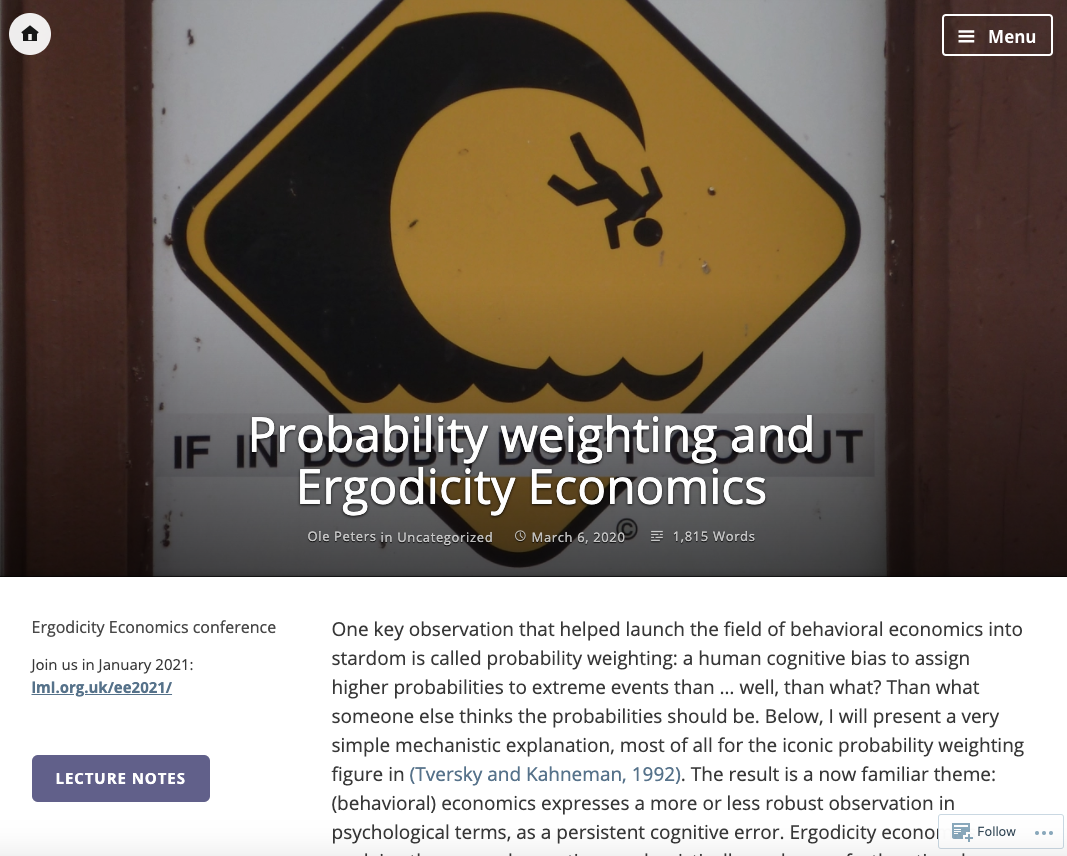 Menu
IF IN DOUBT, DON'T GO OUT
Probability weighting and
Ergodicity Economics
©
Ole Peters in Uncategorized March 6, 2020 1,815 Words
Ergodicity Economics conference
Join us in January 2021:
lml.org.uk/ee2021/
LECTURE NOTES
One key observation that helped launch the field of behavioral economics into
stardom is called probability weighting: a human cognitive bias to assign
higher probabilities to extreme events than … well, than what? Than what
someone else thinks the probabilities should be. Below, I will present a very
simple mechanistic explanation, most of all for the iconic probability weighting
figure in (Tversky and Kahneman, 1992). The result is a now familiar theme:
(behavioral) economics expresses a more or less robust observation in
psychological terms, as a persistent cognitive error. Ergodicity
Follow